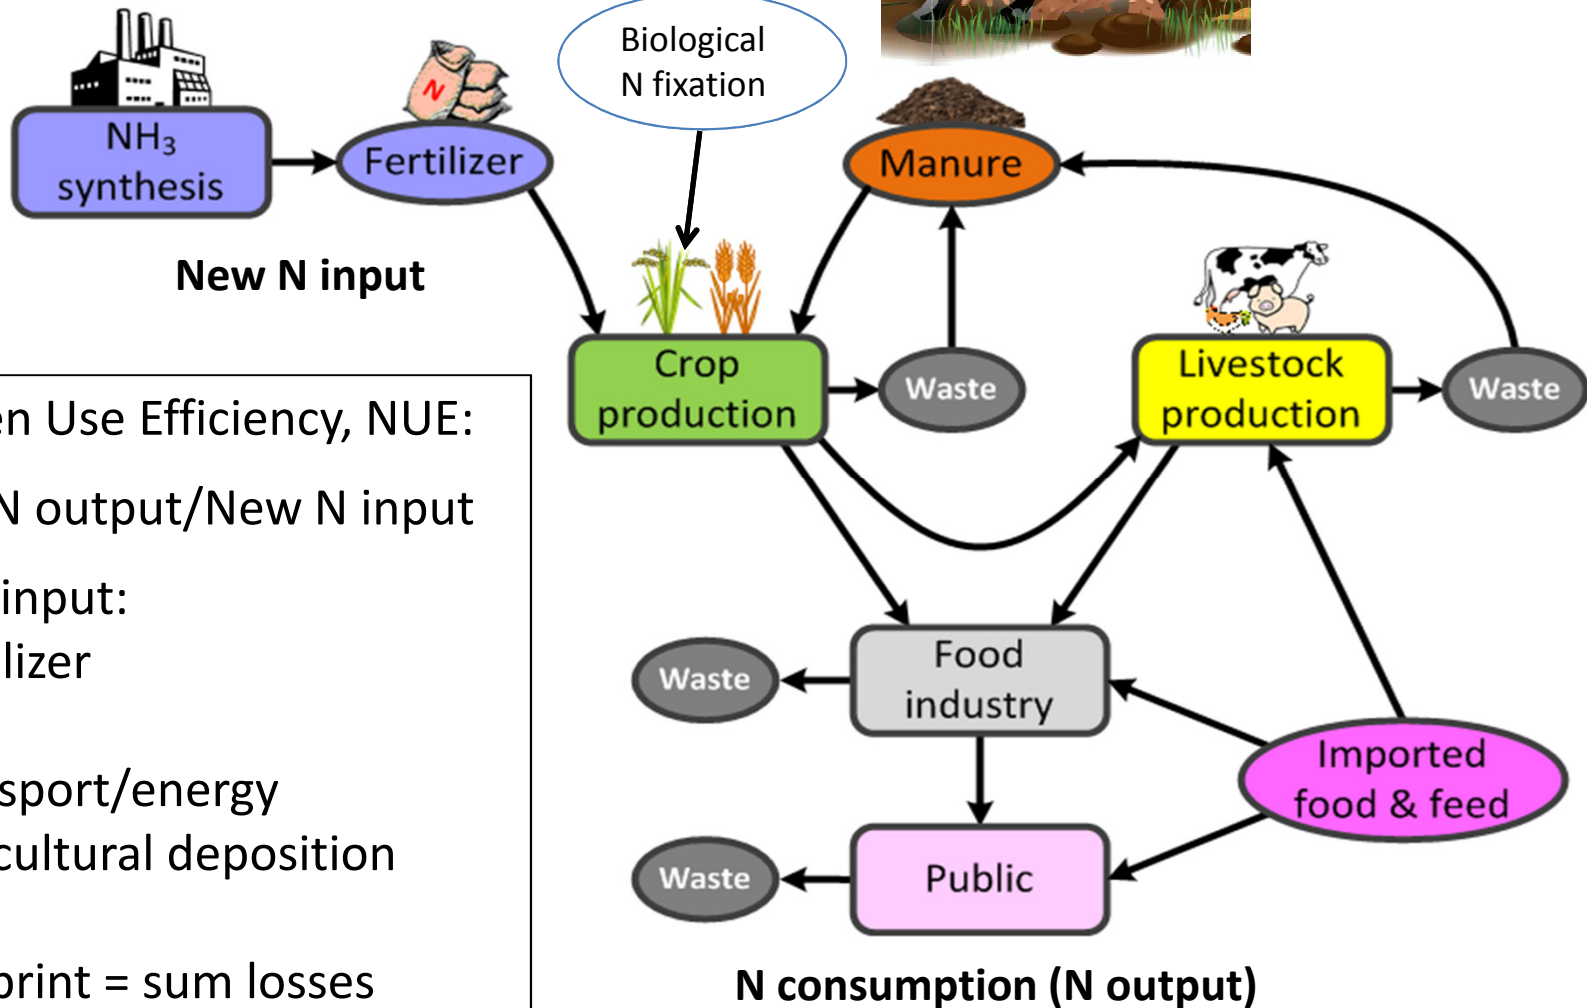 Biological
N fixation
NH₃
synthesis
Fertilizer
N
Manure
New N input
Crop
production
Waste
Livestock
production
Waste
en Use Efficiency, NUE:
N output/New N input
input:
lizer
sport/energy
cultural deposition
print = sum losses
Waste
Food
industry
Imported
food & feed
Waste
Public
N consumption (N output)